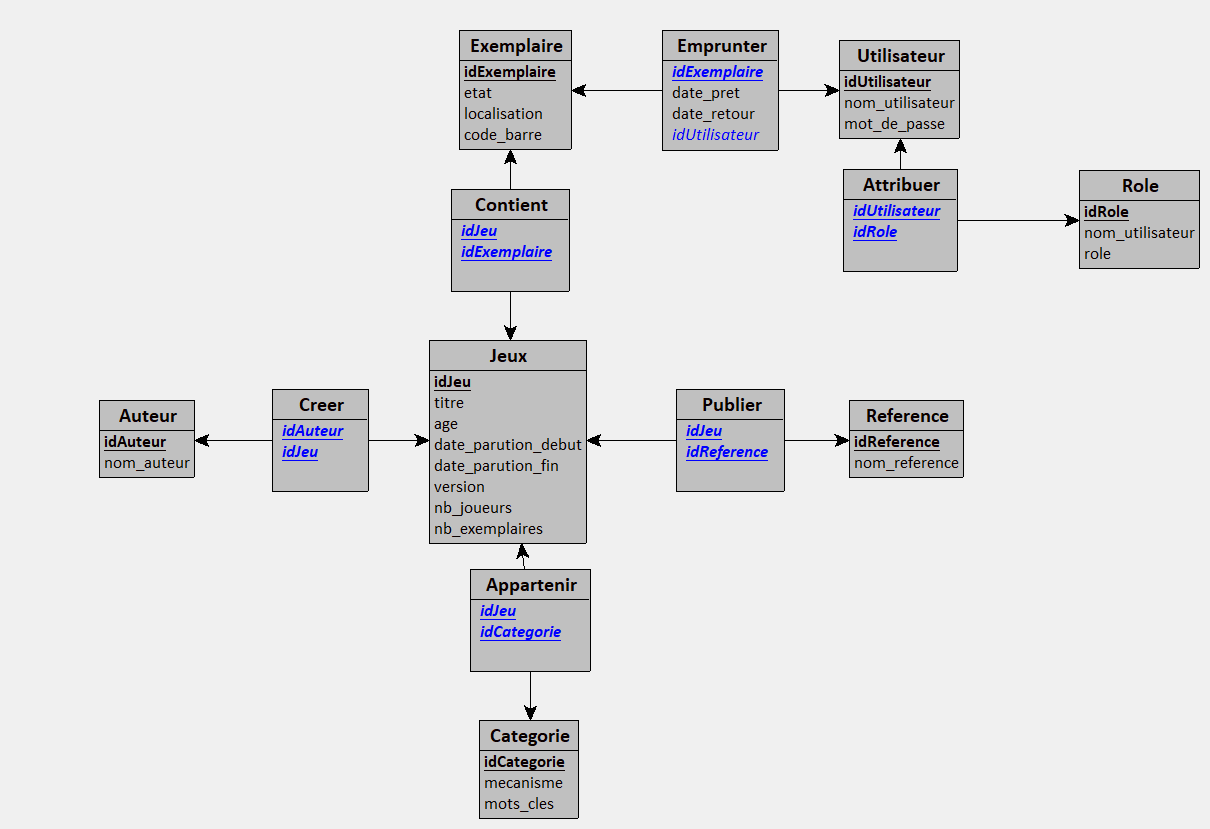 Exemplaire
idExemplaire
etat
localisation
code_barre
Emprunter
idExemplaire
date_pret
date_retour
idUtilisateur
Utilisateur
idUtilisateur
nom_utilisateur
mot_de_passe
Contient
idJeu
idExemplaire
Attribuer
idUtilisateur
idRole
Role
idRole
nom_utilisateur
role
Auteur
idAuteur
nom_auteur
Creer
idAuteur
idJeu
Jeux
idJeu
titre
age
date_parution_debut
date_parution_fin
version
nb_joueurs
nb_exemplaires
Publier
idJeu
idReference
Reference
idReference
nom_reference
Appartenir
idJeu
idCategorie
Categorie
idCategorie
mecanisme
mots_cles